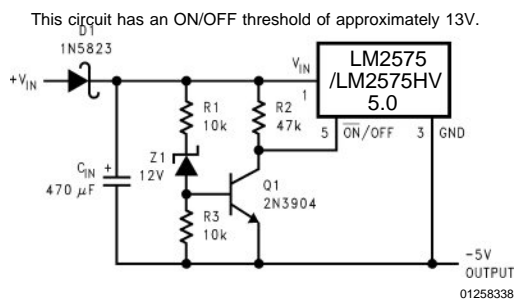 This circuit has an ON/OFF threshold of approximately 13V.
D1
1N5823
+VIN
VIN
1
LM2575
/LM2575HV
5.0
5 ON/OFF
3 GND
R1
10k
R2
47k
Z1
12V
CIN +
470 µF
Q1
2N3904
R3
10k
–5V
OUTPUT
01258338